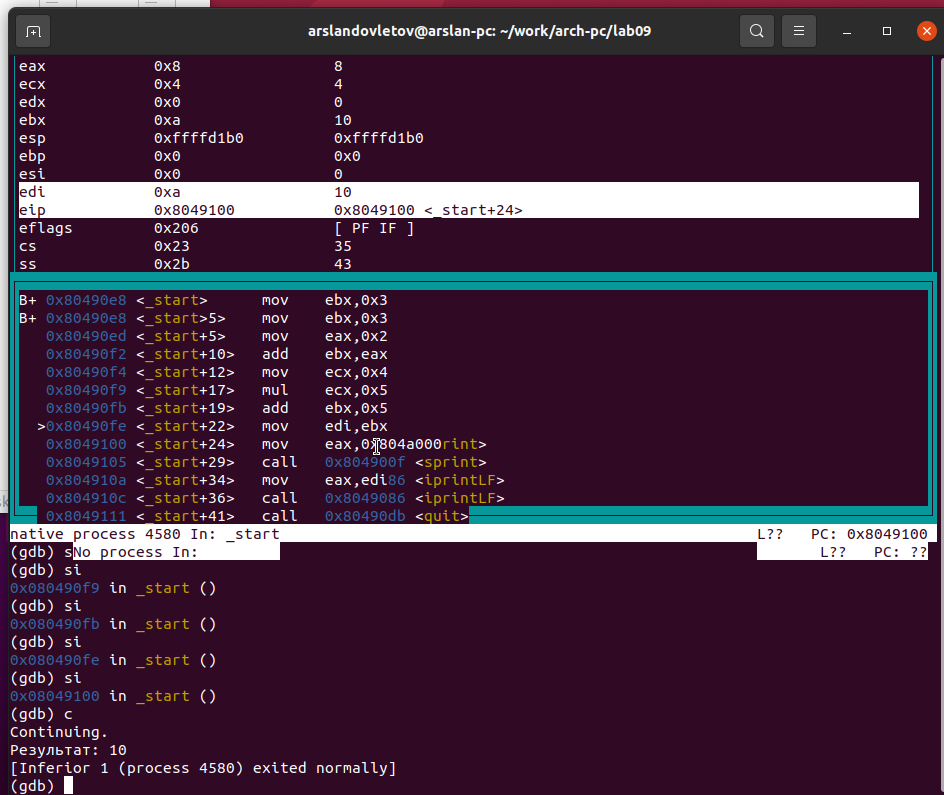 arslandovletov@arslan-pc: ~/work/arch-pc/lab09
eax 0x8 8
ecx 0x4 4
edx 0x0 0
ebx 0xa 10
esp 0xffffd1b0 0xffffd1b0
ebp 0x0 0x0
esi 0x0 0
edi 0xa 10
eip 0x8049100 0x8049100 <_start+24>
eflags 0x206 [ PF IF ]
cs 0x23 35
ss 0x2b 43
B+ 0x80490e8 <_start> mov ebx,0x3
B+ 0x80490e8 <_start>5> mov ebx,0x3
0x80490ed <_start+5> mov eax,0x2
0x80490f2 <_start+10> add ebx,eax
0x80490f4 <_start+12> mov ecx,0x4
0x80490f9 <_start+17> mul ecx,0x5
0x80490fb <_start+19> add ebx,0x5
>0x80490fe <_start+22> mov edi,ebx
0x8049100 <_start+24> mov eax,0x804a000rint>
0x8049105 <_start+29> call 0x804900f <sprint>
0x804910a <_start+34> mov eax,edi86 <iprintLF>
0x804910c <_start+36> call 0x8049086 <iprintLF>
0x8049111 <_start+41> call 0x80490db <quit>
native process 4580 In: _start L?? PC: 0x8049100
(gdb) sNo process In: L?? PC: ??
(gdb) si
0x080490f9 in _start ()
(gdb) si
0x080490fb in _start ()
(gdb) si
0x080490fe in _start ()
(gdb) si
0x08049100 in _start ()
(gdb) c
Continuing.
Результат: 10
[Inferior 1 (process 4580) exited normally]
(gdb)